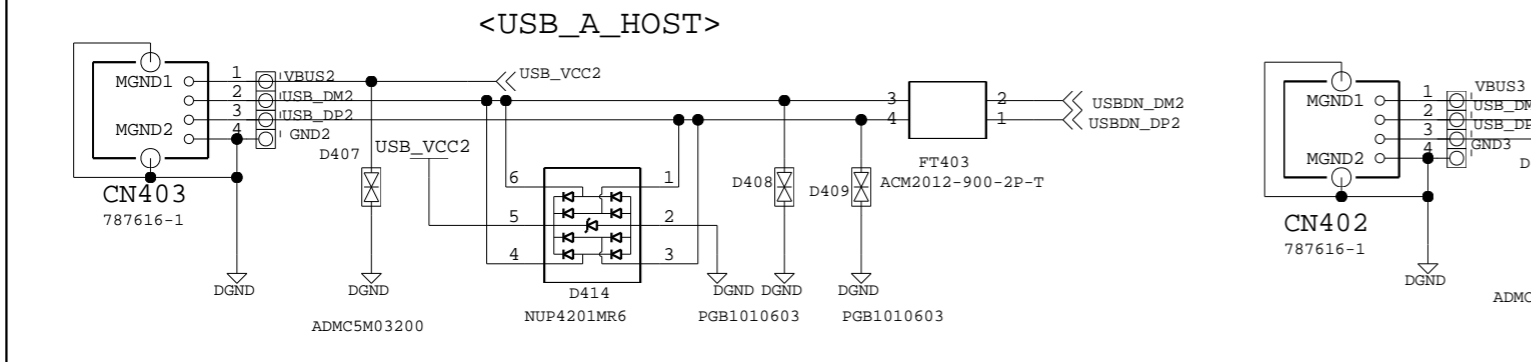 <USB_A_HOST>
MGND1
MGND2
1 VBUS2
2 USB_DM2
3 USB_DP2
4 GND2
CN403
787616-1
DGND
USB_VCC2
D407
DGND
ADMC5M03200
USB_VCC2
6 1
5 2
4 3
D414
NUP4201MR6
DGND
D408
DGND
PGB1010603
D409
DGND
PGB1010603
3 2
4 1
FT403
ACM2012-900-2P-T
USBDN_DM2
USBDN_DP2
MGND1
MGND2
1 VBUS3
2 USB_DM
3 USB_DP
4 GND3
CN402
787616-1
DGND
D
ADMC